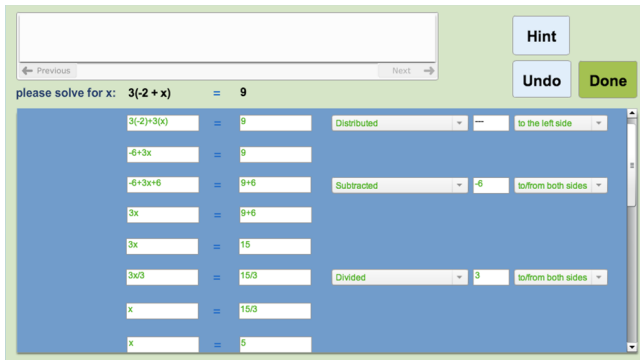 Hint
← Previous Next →
Undo Done
please solve for x: 3(-2 + x) = 9
3(-2)+3(x) = 9 Distributed --- to the left side
-6+3x = 9
-6+3x+6 = 9+6 Subtracted -6 to/from both sides
3x = 9+6
3x = 15
3x/3 = 15/3 Divided 3 to/from both sides
x = 15/3
x = 5